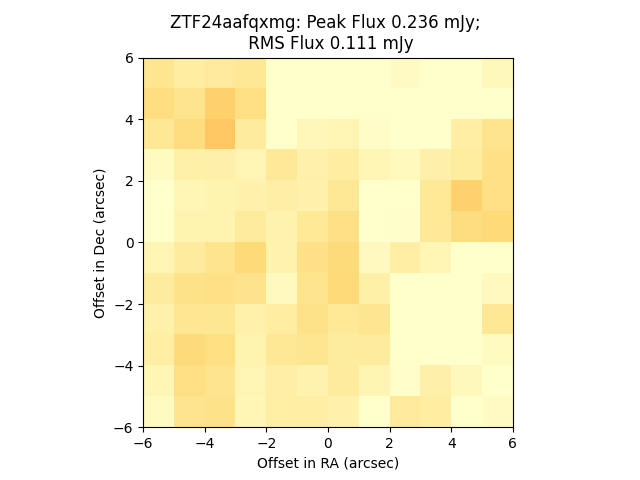 ZTF24aafqxmg: Peak Flux 0.236 mJy;
RMS Flux 0.111 mJy
6
4
2
0
−2
−4
−6
Offset in Dec (arcsec)
−6 −4 −2 0 2 4 6
Offset in RA (arcsec)